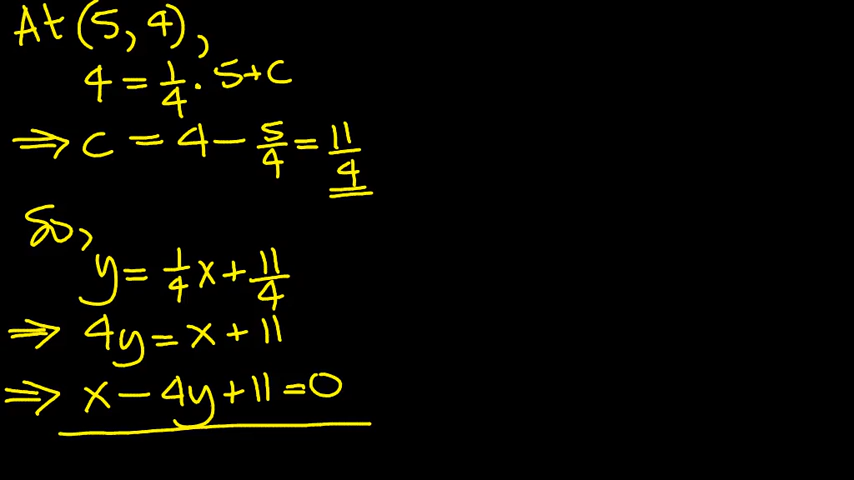 At (5, 4),
4 = 1/4 · 5 + C
⇒ C = 4 − 5/4 = 11/4
So,
y = 1/4 x + 11/4
⇒ 4y = x + 11
⇒ x − 4y + 11 = 0